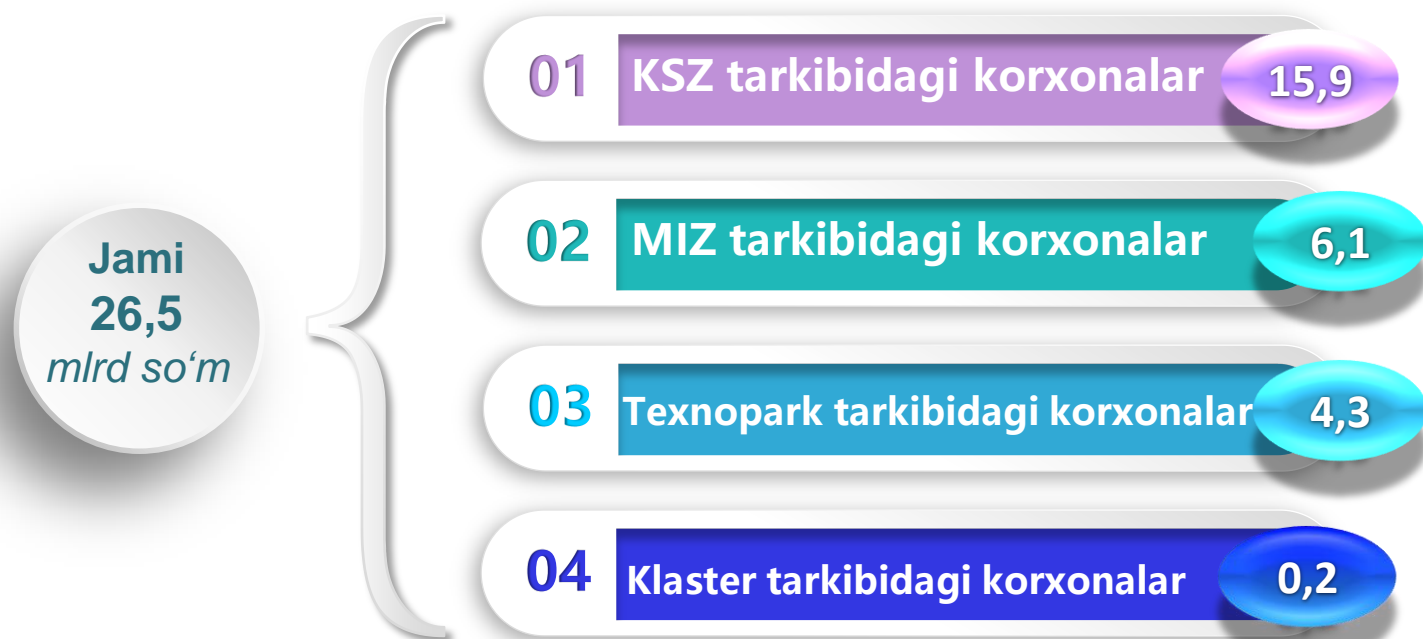 Jami
26,5
mlrd so‘m
01 KSZ tarkibidagi korxonalar 15,9
02 MIZ tarkibidagi korxonalar 6,1
03 Texnopark tarkibidagi korxonalar 4,3
04 Klaster tarkibidagi korxonalar 0,2